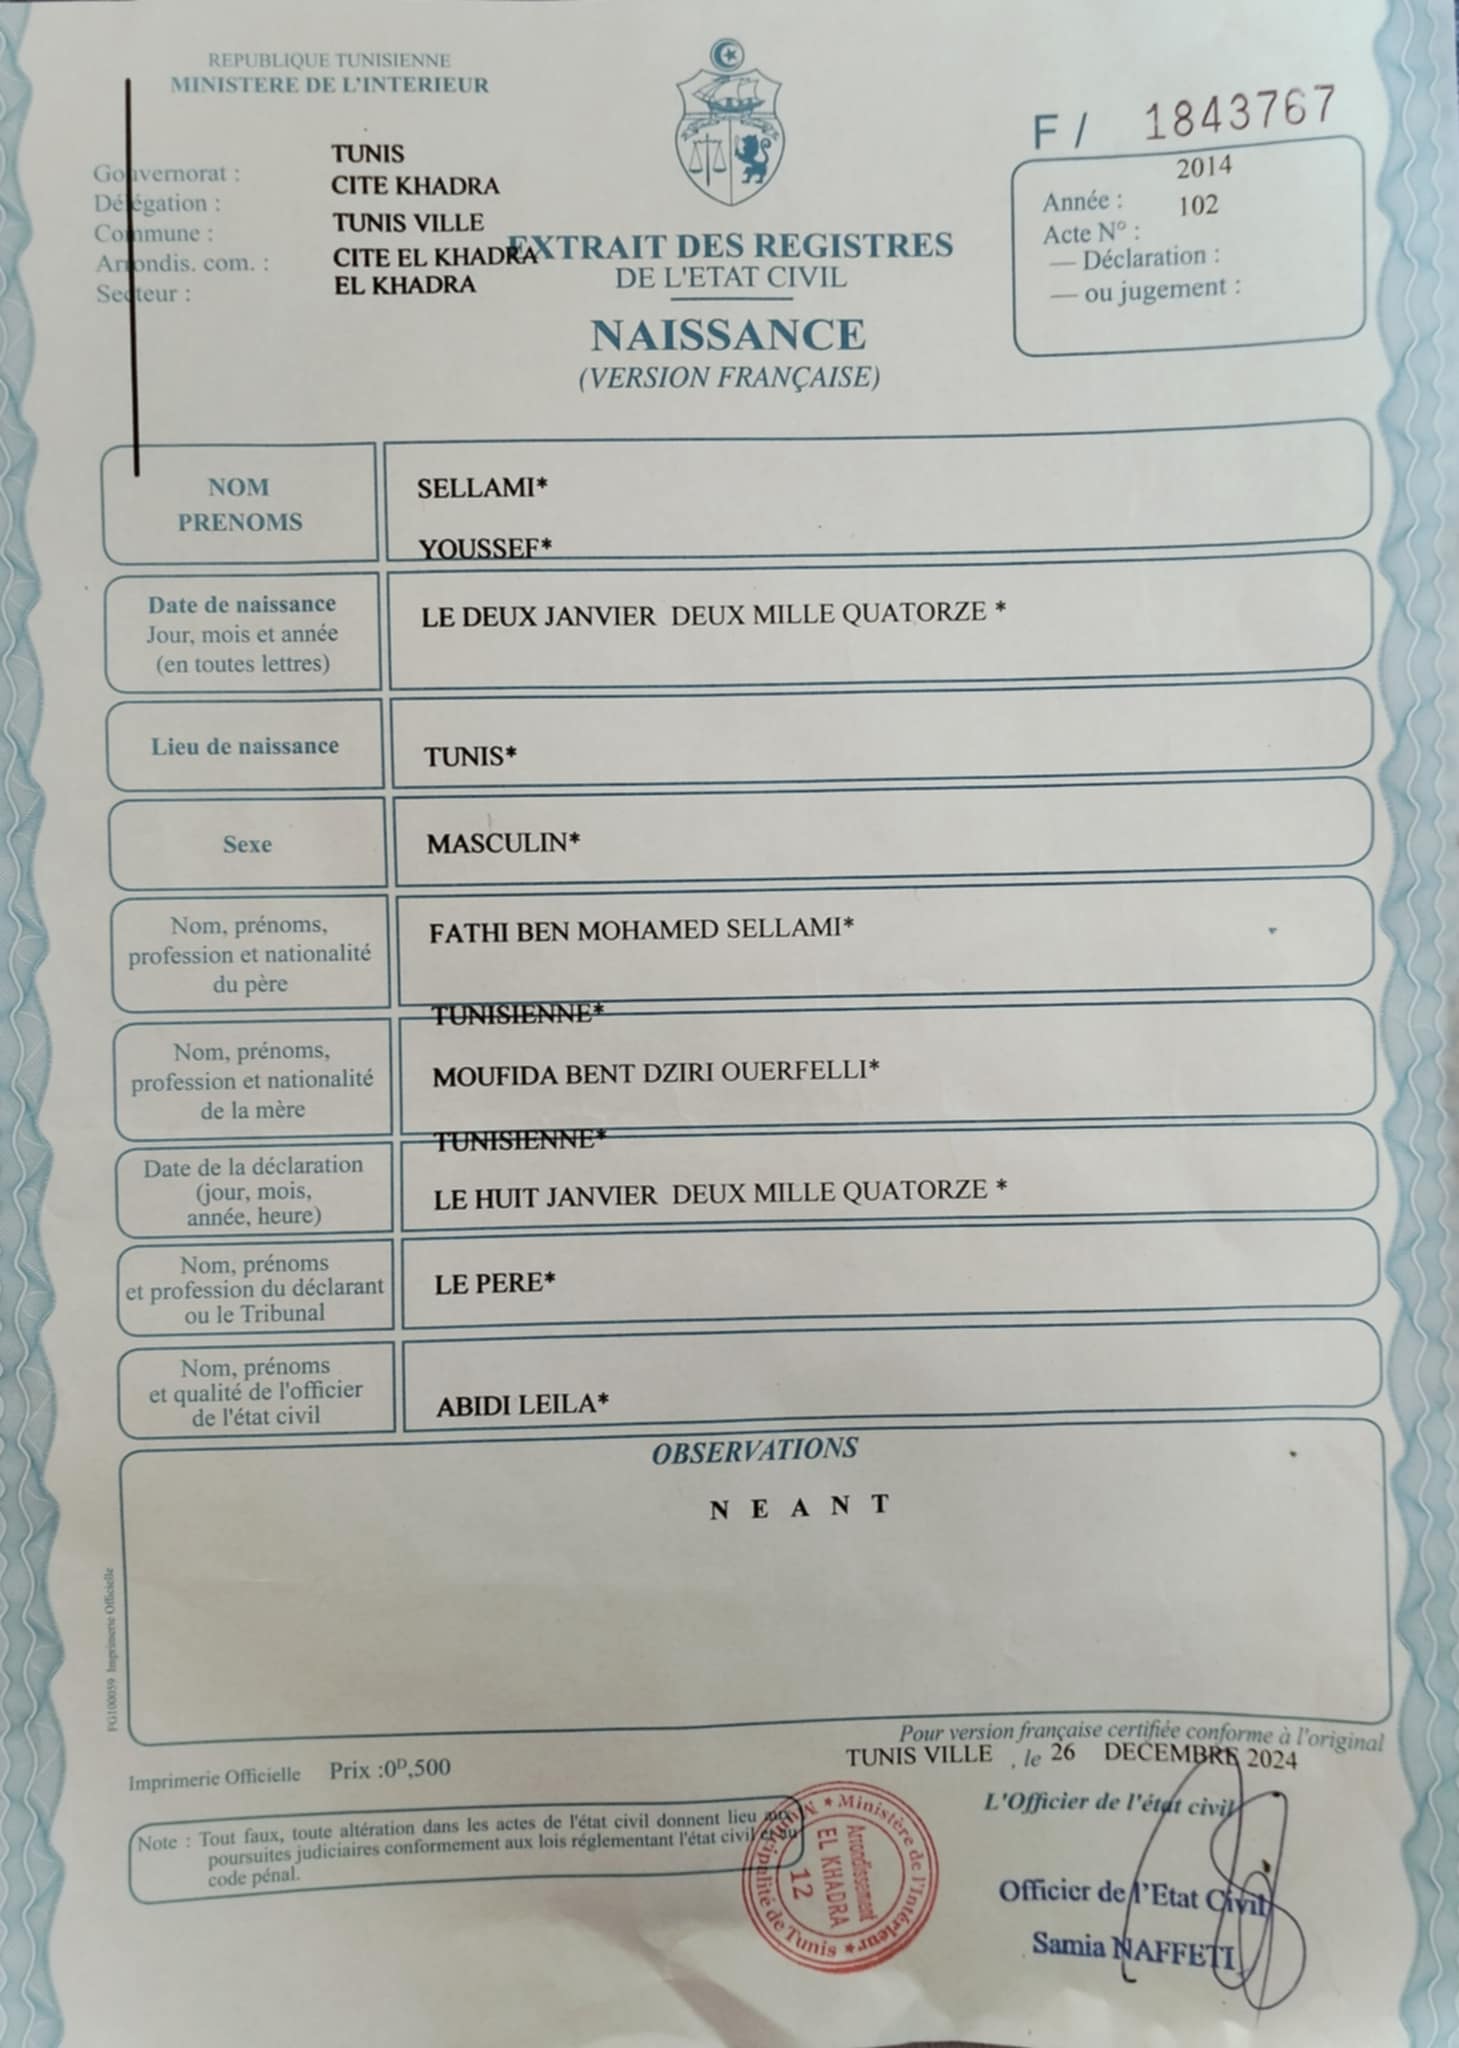 REPUBLIQUE TUNISIENNE
MINISTERE DE L'INTERIEUR
Gouvernorat : TUNIS
Délégation : CITE KHADRA
Commune : TUNIS VILLE
Arrondis. com. : CITE EL KHADRA
Secteur : EL KHADRA
EXTRAIT DES REGISTRES
DE L'ETAT CIVIL
NAISSANCE
(VERSION FRANÇAISE)
F / 1843767
Année : 2014
Acte N° : 102
— Déclaration :
— ou jugement :
NOM
PRENOMS
SELLAMI*
YOUSSEF*
Date de naissance
Jour, mois et année
(en toutes lettres)
LE DEUX JANVIER DEUX MILLE QUATORZE *
Lieu de naissance
TUNIS*
Sexe
MASCULIN*
Nom, prénoms,
profession et nationalité
du père
FATHI BEN MOHAMED SELLAMI*
TUNISIENNE*
Nom, prénoms,
profession et nationalité
de la mère
MOUFIDA BENT DZIRI OUERFELLI*
TUNISIENNE*
Date de la déclaration
(jour, mois,
année, heure)
LE HUIT JANVIER DEUX MILLE QUATORZE *
Nom, prénoms
et profession du déclarant
ou le Tribunal
LE PERE*
Nom, prénoms
et qualité de l'officier
de l'état civil
ABIDI LEILA*
OBSERVATIONS
N E A N T
PG100059 Imprimerie Officielle
Pour version française certifiée conforme à l'original
TUNIS VILLE , le 26 DECEMBRE 2024
Imprimerie Officielle Prix :0ᴰ,500
L'Officier de l'état civil
Note : Tout faux, toute altération dans les actes de l'état civil donnent lieu aux
poursuites judiciaires conformement aux lois réglementant l'état civil et au
code pénal.
★ Ministère de l'Intérieur ★ Municipalité de Tunis
Arrondissement
EL KHADRA
12
Officier de l'Etat Civil
Samia NAFFETI